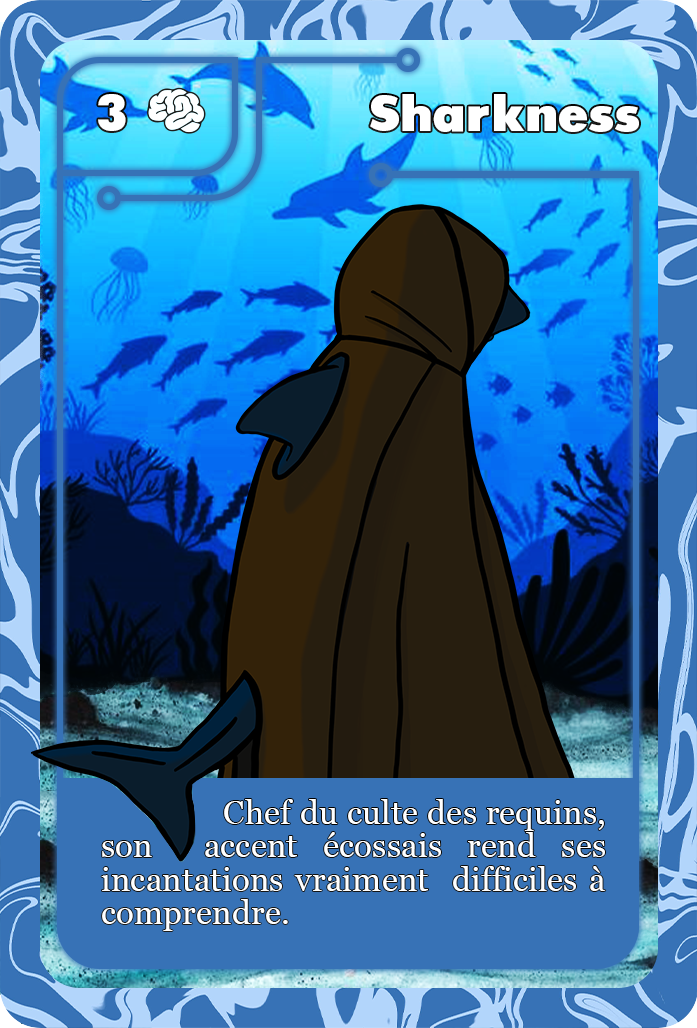 3 Sharkness
Chef du culte des requins,
son accent écossais rend ses
incantations vraiment difficiles à
comprendre.